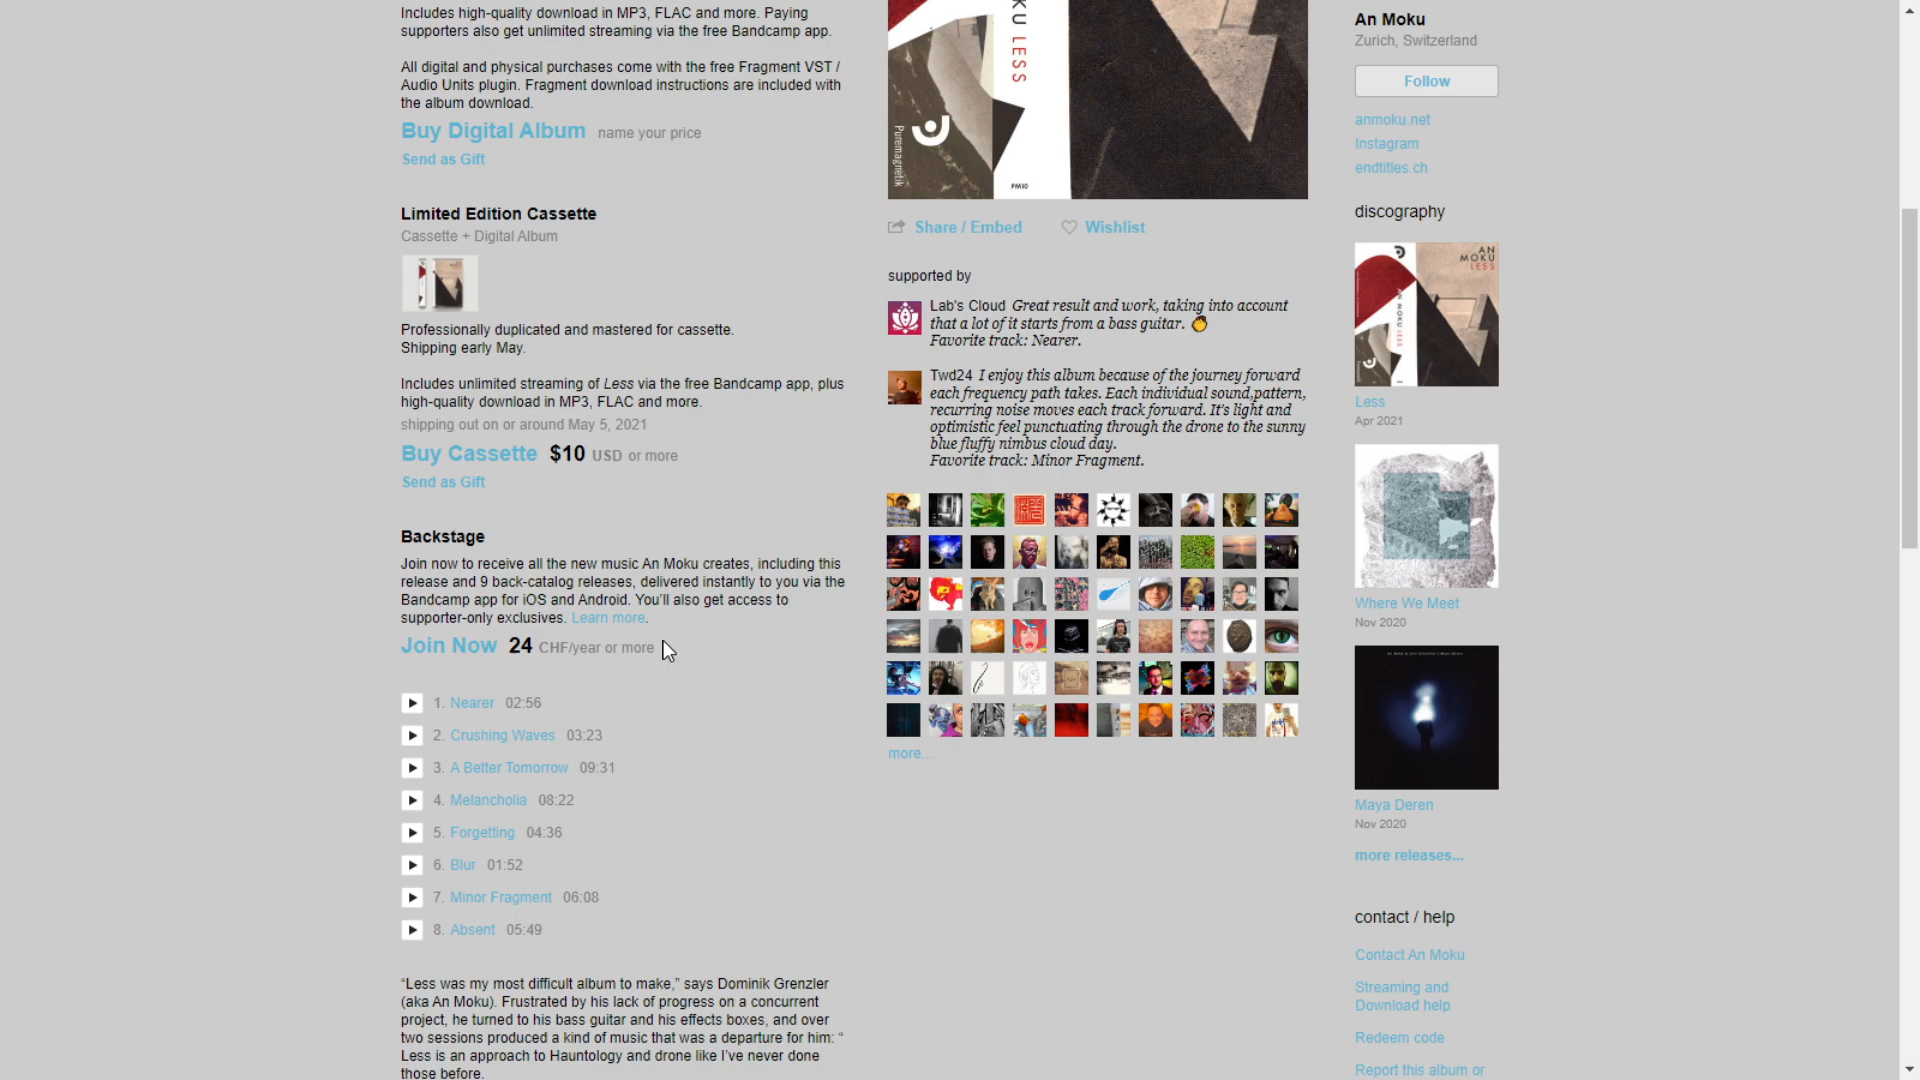 Includes high-quality download in MP3, FLAC and more. Paying
supporters also get unlimited streaming via the free Bandcamp app.
All digital and physical purchases come with the free Fragment VST /
Audio Units plugin. Fragment download instructions are included with
the album download.
Buy Digital Album name your price
Send as Gift
Limited Edition Cassette
Cassette + Digital Album
Professionally duplicated and mastered for cassette.
Shipping early May.
Includes unlimited streaming of Less via the free Bandcamp app, plus
high-quality download in MP3, FLAC and more.
shipping out on or around May 5, 2021
Buy Cassette $10 USD or more
Send as Gift
Backstage
Join now to receive all the new music An Moku creates, including this
release and 9 back-catalog releases, delivered instantly to you via the
Bandcamp app for iOS and Android. You'll also get access to
supporter-only exclusives. Learn more.
Join Now 24 CHF/year or more
1. Nearer 02:56
2. Crushing Waves 03:23
3. A Better Tomorrow 09:31
4. Melancholia 08:22
5. Forgetting 04:36
6. Blur 01:52
7. Minor Fragment 06:08
8. Absent 05:49
“Less was my most difficult album to make,” says Dominik Grenzler
(aka An Moku). Frustrated by his lack of progress on a concurrent
project, he turned to his bass guitar and his effects boxes, and over
two sessions produced a kind of music that was a departure for him: “
Less is an approach to Hauntology and drone like I've never done
those before.
KU LESS
Puremagnetik
PM10
Share / Embed Wishlist
supported by
Lab's Cloud Great result and work, taking into account
that a lot of it starts from a bass guitar.
Favorite track: Nearer.
Twd24 I enjoy this album because of the journey forward
each frequency path takes. Each individual sound,pattern,
recurring noise moves each track forward. It's light and
optimistic feel punctuating through the drone to the sunny
blue fluffy nimbus cloud day.
Favorite track: Minor Fragment.
more...
An Moku
Zurich, Switzerland
Follow
anmoku.net
Instagram
endtitles.ch
discography
AN
MOKU
LESS
AN MOKU LESS
Less
Apr 2021
Where We Meet
Nov 2020
Maya Deren
Nov 2020
more releases...
contact / help
Contact An Moku
Streaming and
Download help
Redeem code
Report this album or